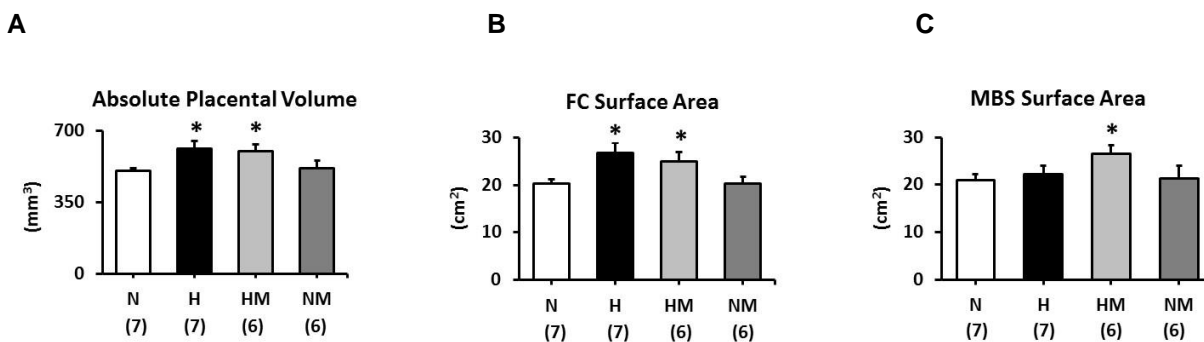 A
B
C
Absolute Placental Volume
700
350
0
(mm³)
* *
N H HM NM
(7) (7) (6) (6)
FC Surface Area
30
20
10
0
(cm²)
* *
N H HM NM
(7) (7) (6) (6)
MBS Surface Area
30
20
10
0
(cm²)
*
N H HM NM
(7) (7) (6) (6)